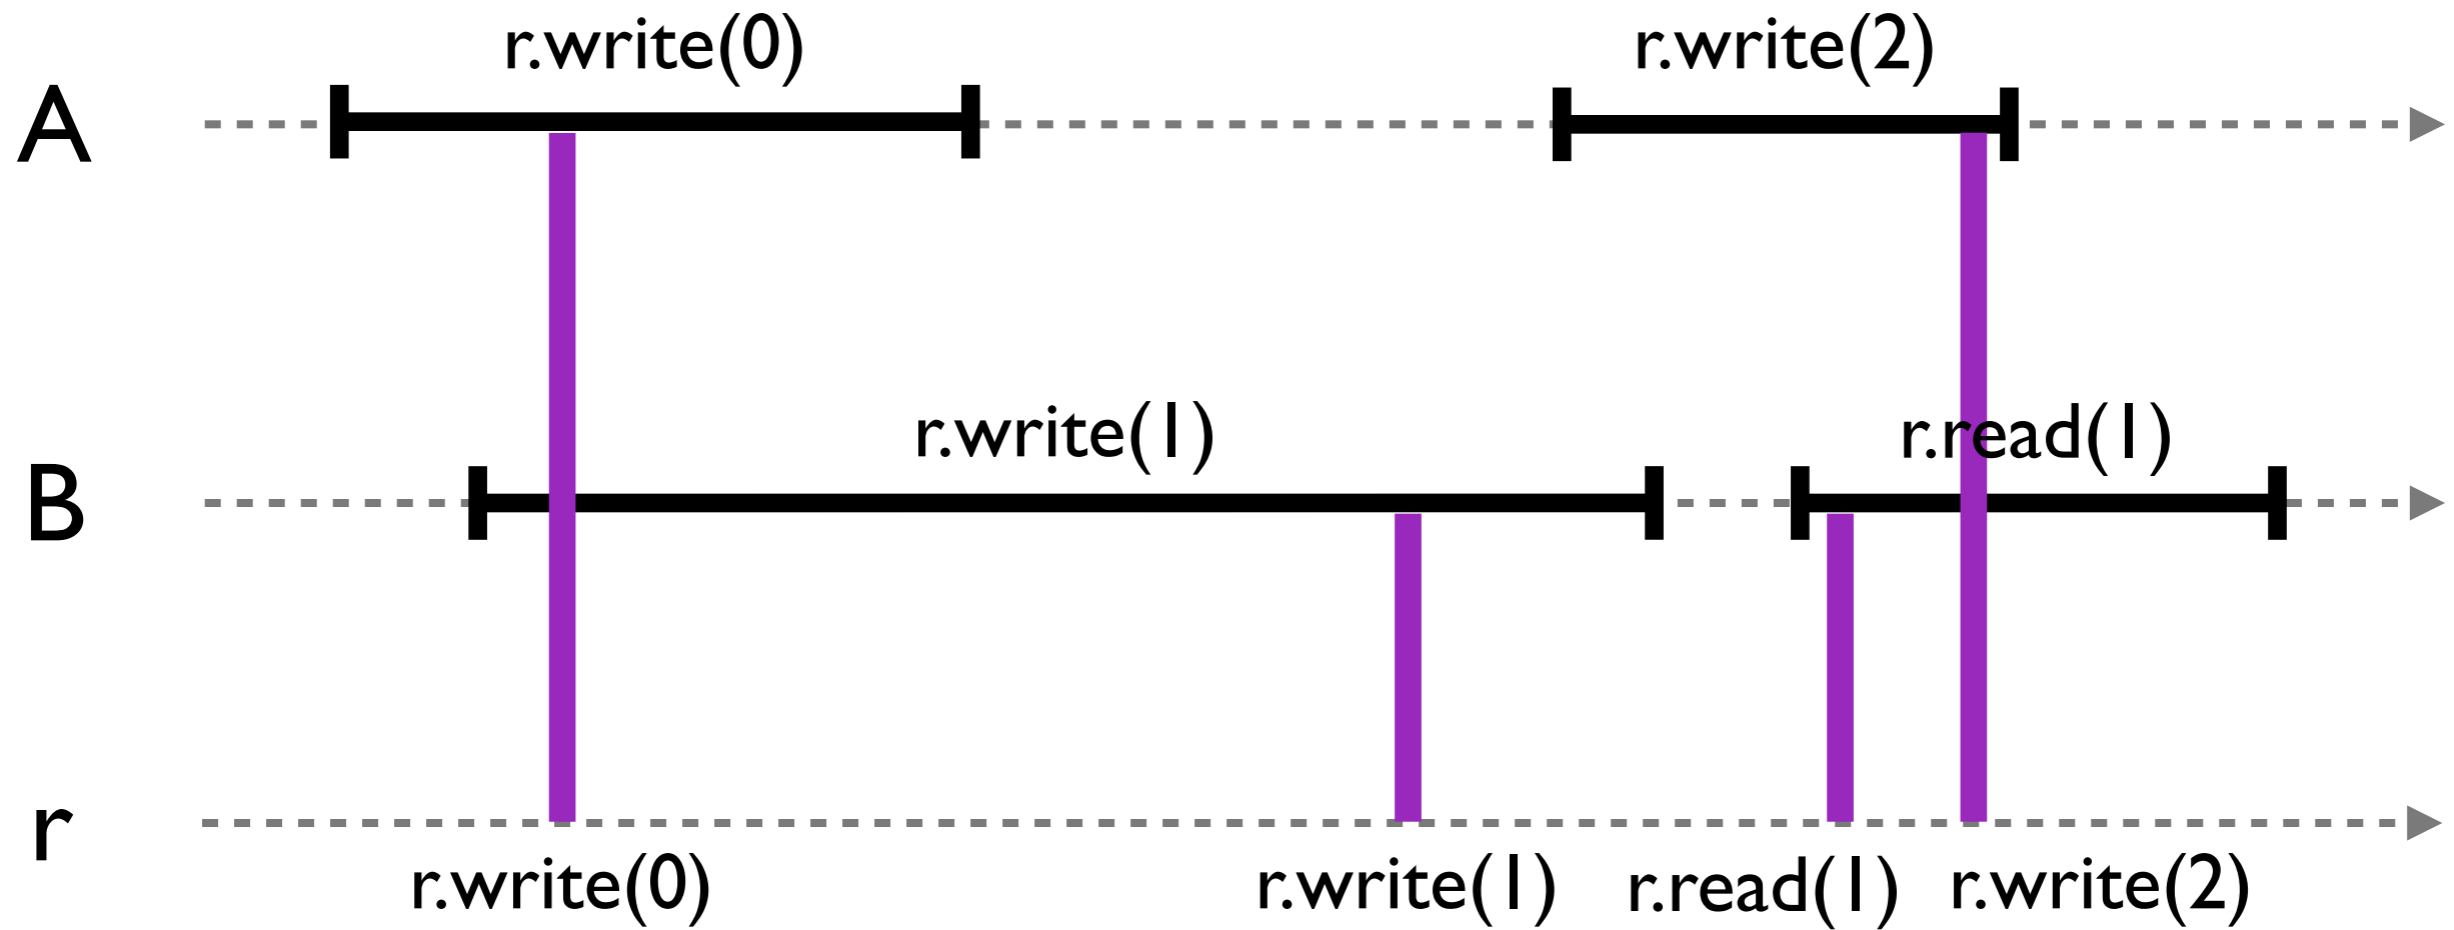 r.write(0) r.write(2)
A
r.write(1) r.read(1)
B
r
r.write(0) r.write(1) r.read(1) r.write(2)